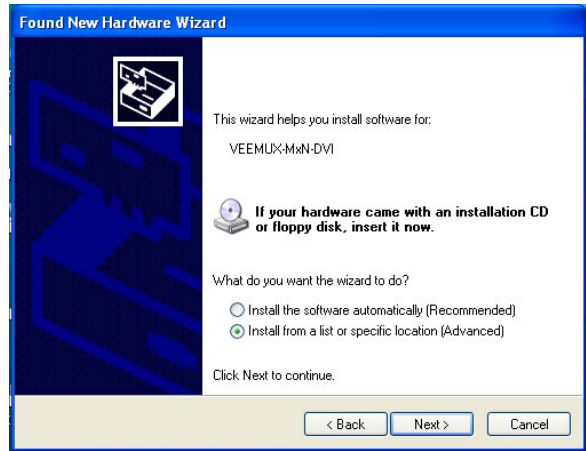 Found New Hardware Wizard
This wizard helps you install software for:
VEEMUX-MxN-DVI
If your hardware came with an installation CD
or floppy disk, insert it now.
What do you want the wizard to do?
Install the software automatically (Recommended)
Install from a list or specific location (Advanced)
Click Next to continue.
< Back
Next >
Cancel